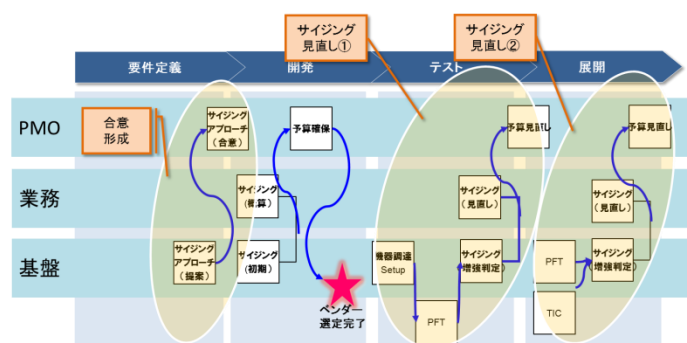 サイジング
見直し①
サイジング
見直し②
要件定義
開発
テスト
展開
合意
形成
PMO
サイジング
アプローチ
(合意)
予算確保
予算見直し
予算見直し
業務
サイジング
(概算)
サイジング
(見直し)
サイジング
(見直し)
基盤
サイジング
アプローチ
(提案)
サイジング
(初期)
機器調達
Setup
サイジング
(増強判定)
PFT
サイジング
(増強判定)
ベンダー
選定完了
PFT
TIC